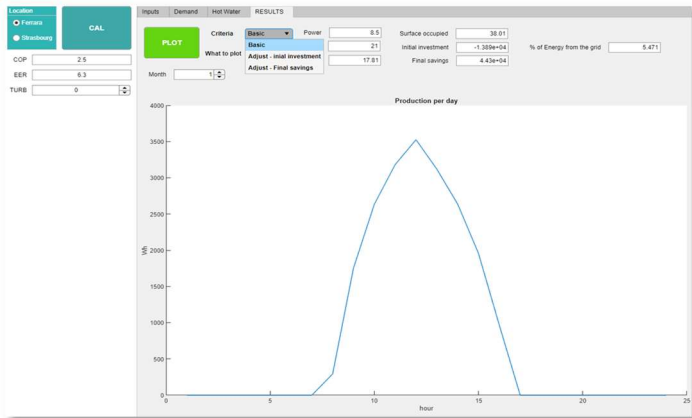 Location
Ferrara
Strasbourg
CAL
COP 2.5
EER 6.3
TURB 0
Inputs Demand Hot Water RESULTS
PLOT
Criteria Basic Power 8.5
Basic 21
What to plot Adjust - inial investment 17.81
Adjust - Final savings
Month 1
Surface occupied 38.01
Initial investment -1.389e+04
Final savings 4.43e+04
% of Energy from the grid 5.471
Production per day
4000
3500
3000
2500
2000
1500
1000
500
0
Wh
0 5 10 15 20 25
hour